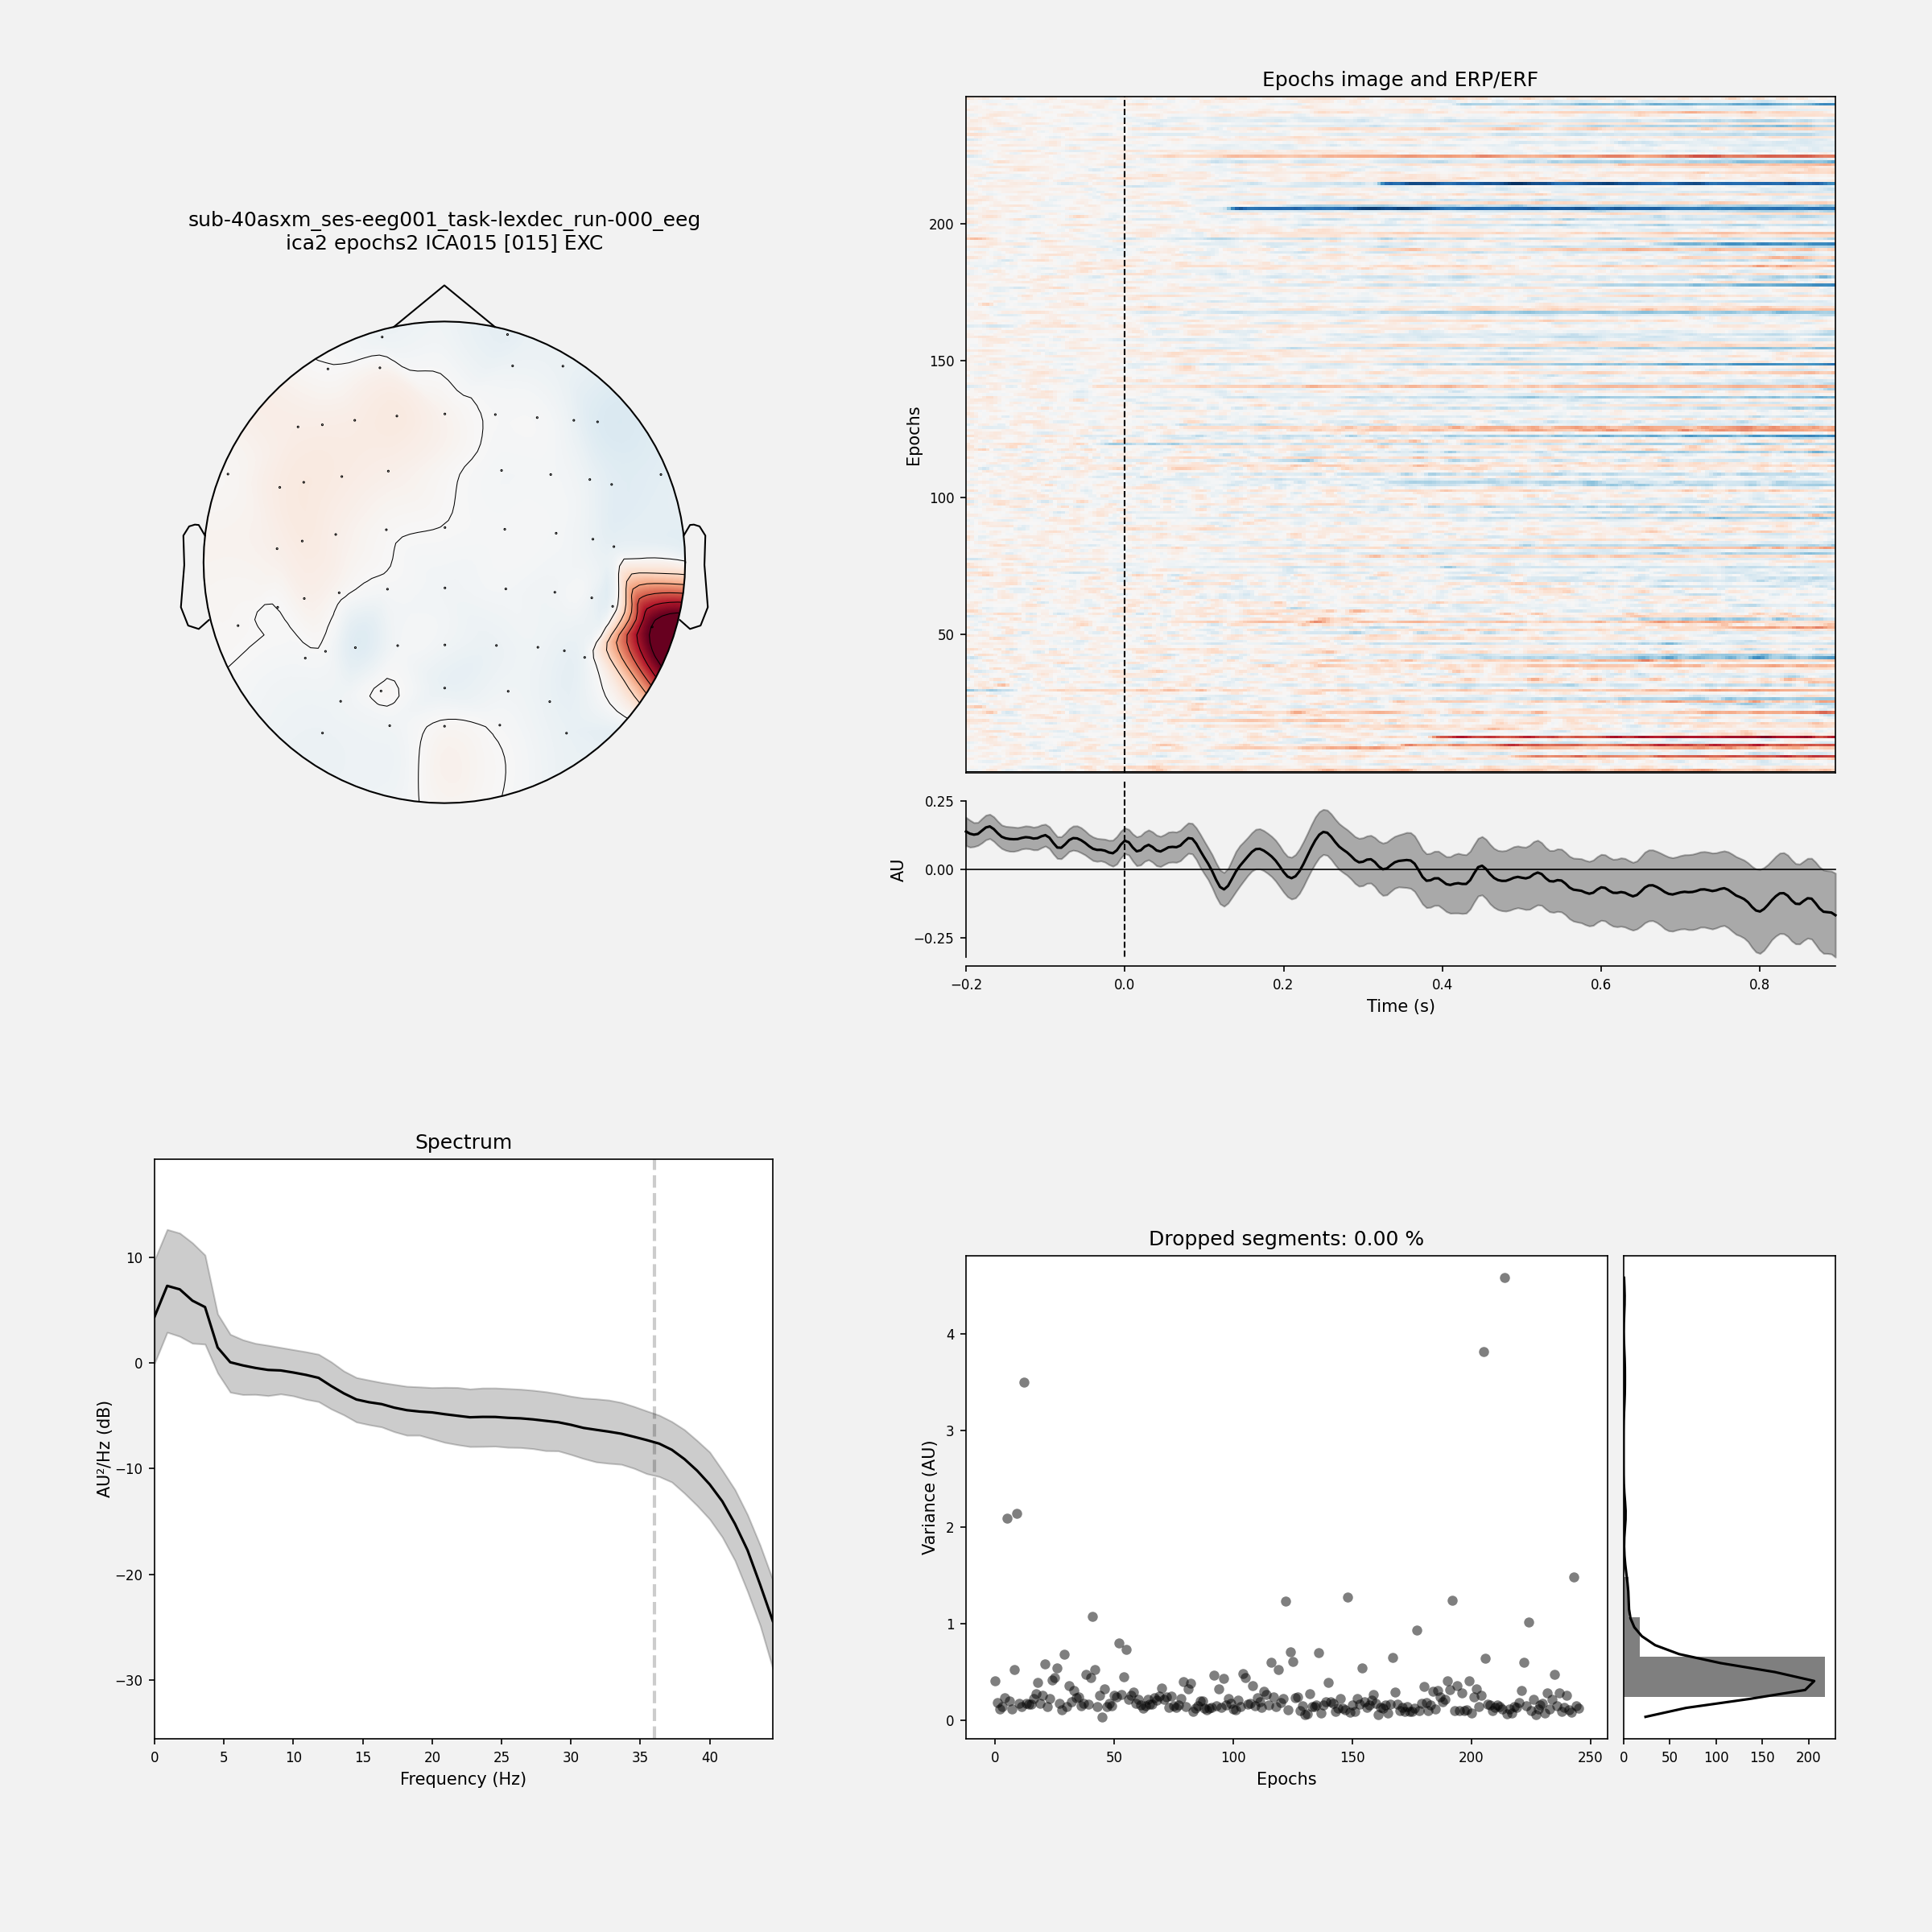 sub-40asxm_ses-eeg001_task-lexdec_run-000_eeg
ica2 epochs2 ICA015 [015] EXC
Epochs image and ERP/ERF
Epochs
200
150
100
50
AU
0.25
0.00
−0.25
−0.2 0.0 0.2 0.4 0.6 0.8
Time (s)
Spectrum
AU²/Hz (dB)
10
0
−10
−20
−30
0 5 10 15 20 25 30 35 40
Frequency (Hz)
Dropped segments: 0.00 %
Variance (AU)
4
3
2
1
0
0 50 100 150 200 250
Epochs
0 50 100 150 200